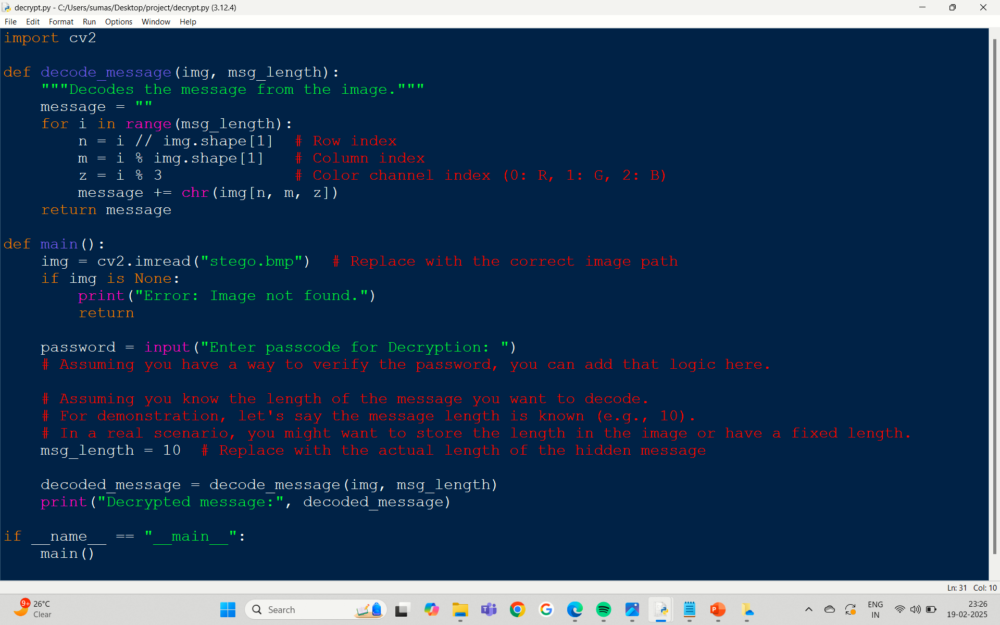 decrypt.py - C:/Users/sumas/Desktop/project/decrypt.py (3.12.4)
File Edit Format Run Options Window Help
import cv2
def decode_message(img, msg_length):
    """Decodes the message from the image."""
    message = ""
    for i in range(msg_length):
        n = i // img.shape[1]  # Row index
        m = i % img.shape[1]   # Column index
        z = i % 3              # Color channel index (0: R, 1: G, 2: B)
        message += chr(img[n, m, z])
    return message
def main():
    img = cv2.imread("stego.bmp")  # Replace with the correct image path
    if img is None:
        print("Error: Image not found.")
        return
    password = input("Enter passcode for Decryption: ")
    # Assuming you have a way to verify the password, you can add that logic here.
    # Assuming you know the length of the message you want to decode.
    # For demonstration, let's say the message length is known (e.g., 10).
    # In a real scenario, you might want to store the length in the image or have a fixed length.
    msg_length = 10  # Replace with the actual length of the hidden message
    decoded_message = decode_message(img, msg_length)
    print("Decrypted message:", decoded_message)
if __name__ == "__main__":
    main()
Ln: 31 Col: 10
9+
26°C
Clear
Search
ENG
IN
23:26
19-02-2025